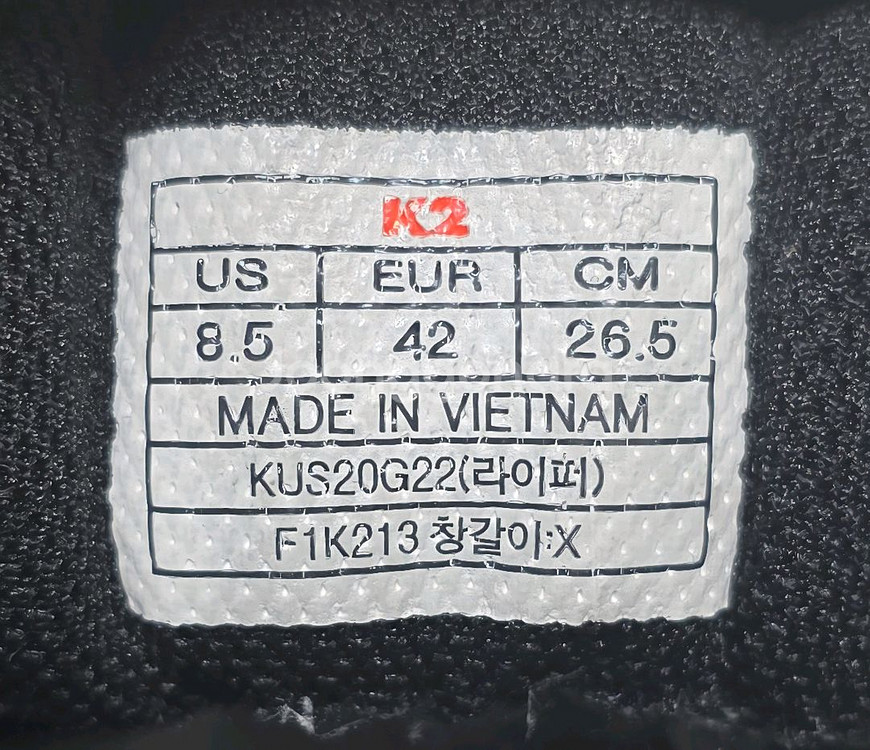 K2
US EUR CM
8.5 42 26.5
MADE IN VIETNAM
KUS20G22(라이퍼)
F1K213 창갈이:X